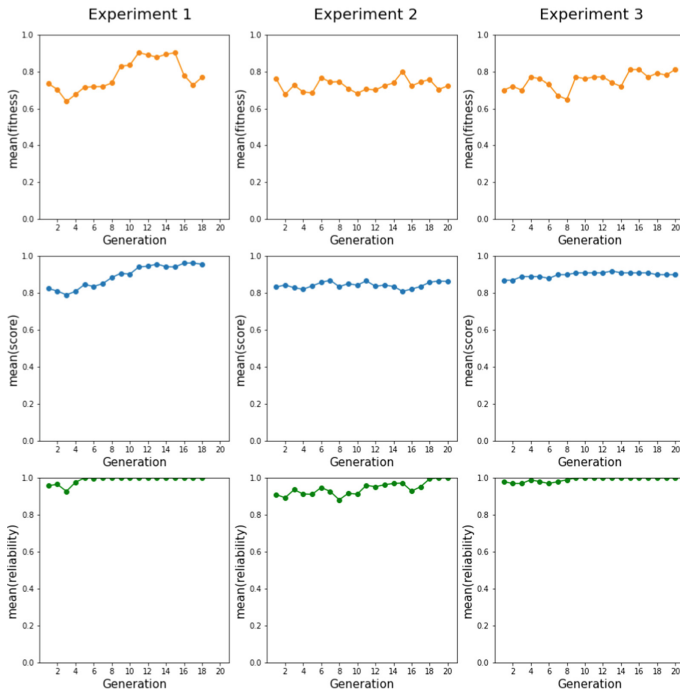 Experiment 1 Experiment 2 Experiment 3
1.0 1.0 1.0
0.8 0.8 0.8
0.6 0.6 0.6
0.4 0.4 0.4
0.2 0.2 0.2
0.0 0.0 0.0
mean(fitness) mean(fitness) mean(fitness)
2 4 6 8 10 12 14 16 18 20 2 4 6 8 10 12 14 16 18 20 2 4 6 8 10 12 14 16 18 20
Generation Generation Generation
1.0 1.0 1.0
0.8 0.8 0.8
0.6 0.6 0.6
0.4 0.4 0.4
0.2 0.2 0.2
0.0 0.0 0.0
mean(score) mean(score) mean(score)
2 4 6 8 10 12 14 16 18 20 2 4 6 8 10 12 14 16 18 20 2 4 6 8 10 12 14 16 18 20
Generation Generation Generation
1.0 1.0 1.0
0.8 0.8 0.8
0.6 0.6 0.6
0.4 0.4 0.4
0.2 0.2 0.2
0.0 0.0 0.0
mean(reliability) mean(reliability) mean(reliability)
2 4 6 8 10 12 14 16 18 20 2 4 6 8 10 12 14 16 18 20 2 4 6 8 10 12 14 16 18 20
Generation Generation Generation